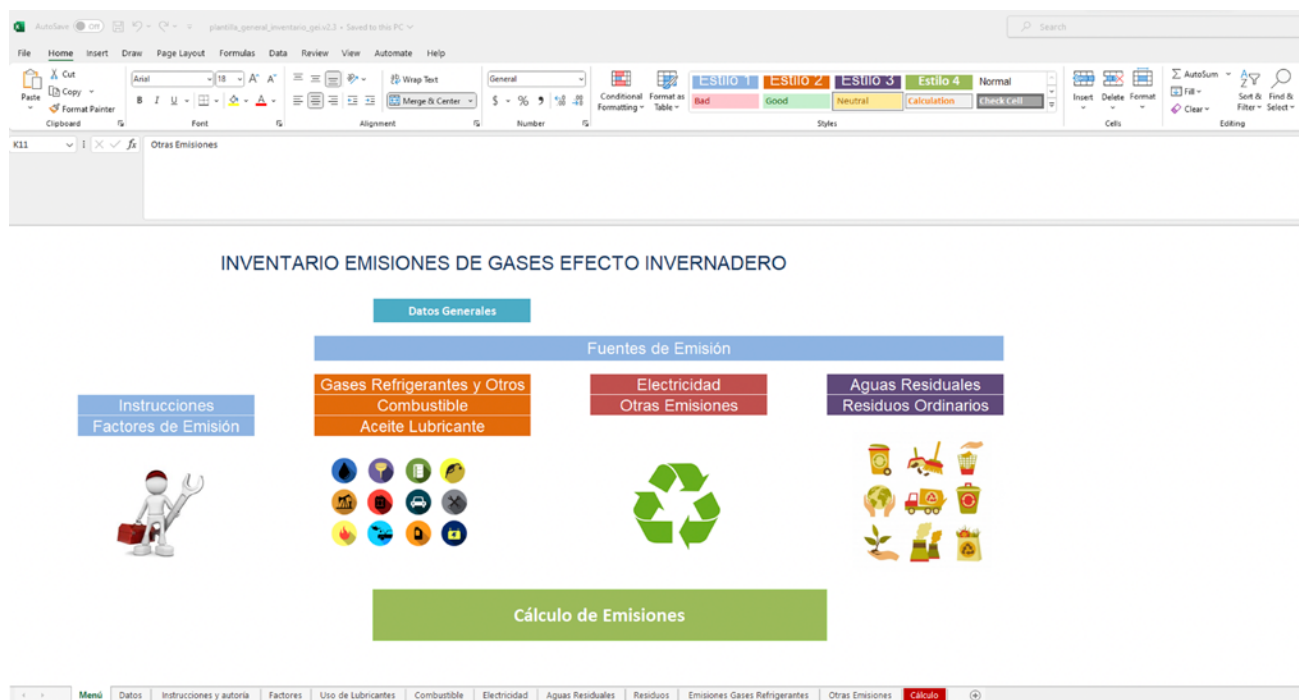 AutoSave Off plantilla_general_inventario_gei.v2.3 • Saved to this PC Search
File Home Insert Draw Page Layout Formulas Data Review View Automate Help
Cut Arial 18 Wrap Text General AutoSum
Paste Copy Format Painter B I U Merge & Center $ % Conditional Formatting Format as Table Insert Delete Format Fill Clear Sort & Filter Find & Select
Estilo 1 Estilo 2 Estilo 3 Estilo 4 Normal
Bad Good Neutral Calculation Check Cell
Clipboard Font Alignment Number Styles Cells Editing
K11 fx Otras Emisiones
INVENTARIO EMISIONES DE GASES EFECTO INVERNADERO
Datos Generales
Fuentes de Emisión
Instrucciones
Factores de Emisión
Gases Refrigerantes y Otros
Combustible
Aceite Lubricante
Electricidad
Otras Emisiones
Aguas Residuales
Residuos Ordinarios
Cálculo de Emisiones
Menú Datos Instrucciones y autoría Factores Uso de Lubricantes Combustible Electricidad Aguas Residuales Residuos Emisiones Gases Refrigerantes Otras Emisiones Cálculo